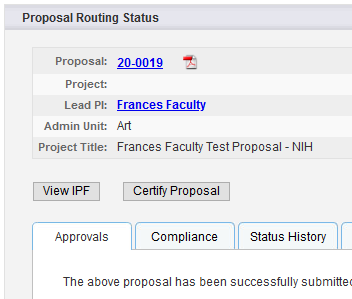 Proposal Routing Status
Proposal: 20-0019
Project:
Lead PI: Frances Faculty
Admin Unit: Art
Project Title: Frances Faculty Test Proposal - NIH
View IPF Certify Proposal
Approvals Compliance Status History
The above proposal has been successfully submitted